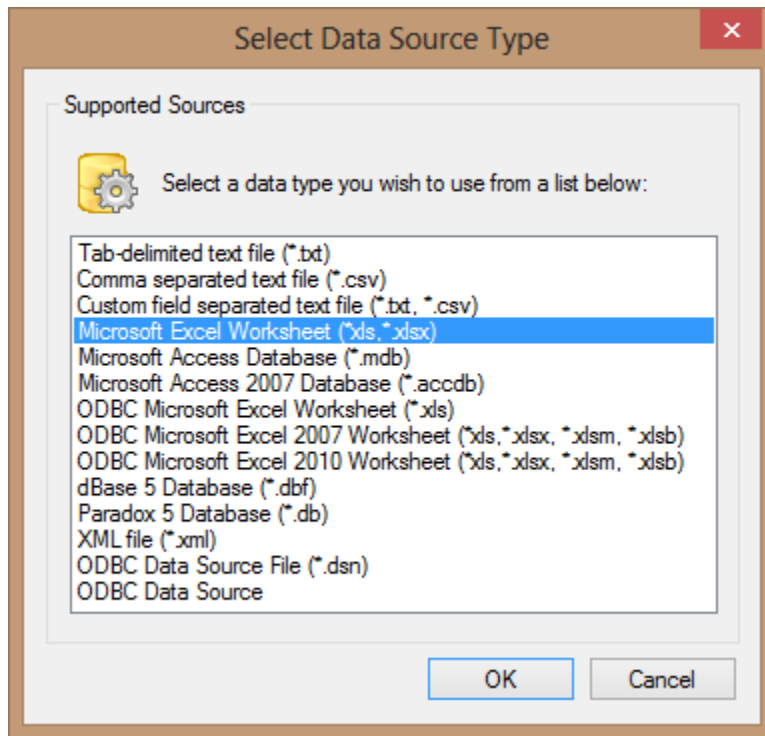 Select Data Source Type
Supported Sources
Select a data type you wish to use from a list below:
Tab-delimited text file (*.txt)
Comma separated text file (*.csv)
Custom field separated text file (*.txt, *.csv)
Microsoft Excel Worksheet (*xls,*.xlsx)
Microsoft Access Database (*.mdb)
Microsoft Access 2007 Database (*.accdb)
ODBC Microsoft Excel Worksheet (*.xls)
ODBC Microsoft Excel 2007 Worksheet (*xls,*.xlsx, *.xlsm, *.xlsb)
ODBC Microsoft Excel 2010 Worksheet (*xls,*.xlsx, *.xlsm, *.xlsb)
dBase 5 Database (*.dbf)
Paradox 5 Database (*.db)
XML file (*.xml)
ODBC Data Source File (*.dsn)
ODBC Data Source
OK Cancel